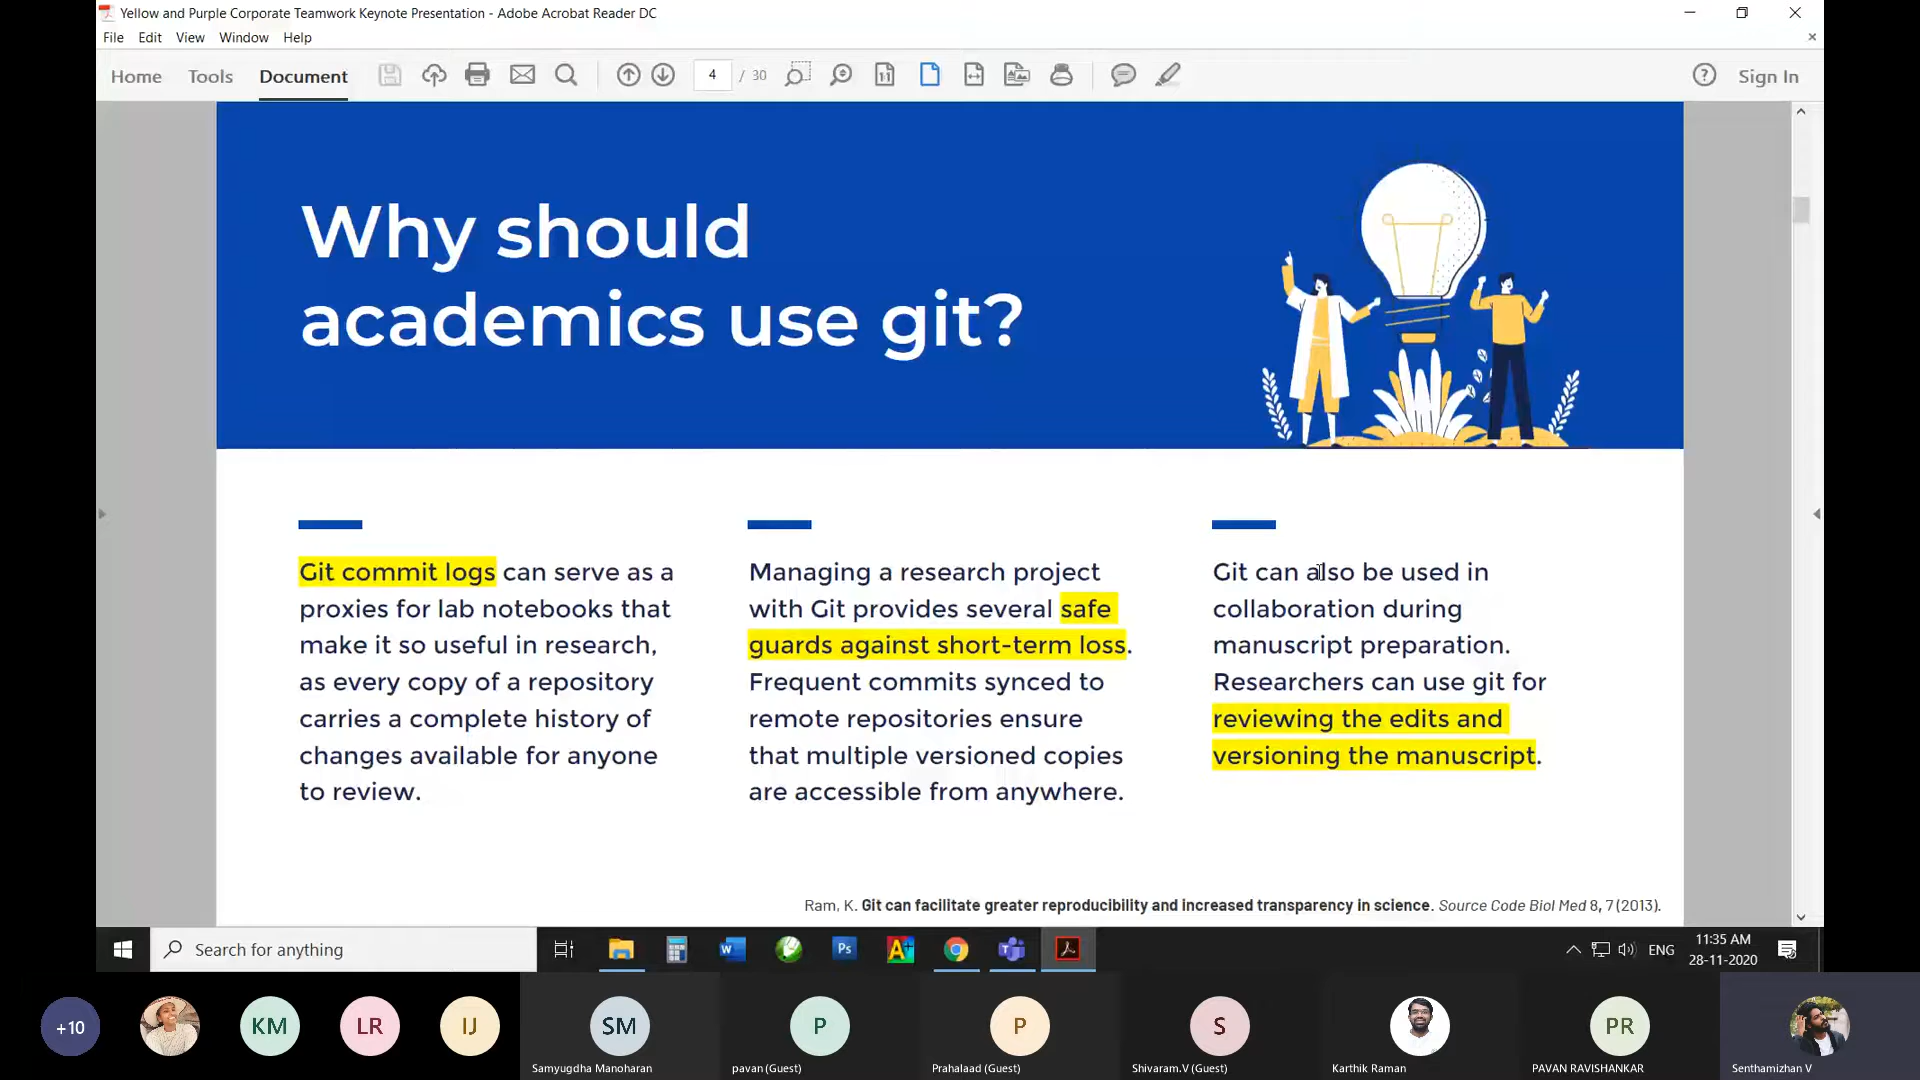 Yellow and Purple Corporate Teamwork Keynote Presentation - Adobe Acrobat Reader DC
File Edit View Window Help
Home Tools Document 4 / 30 Sign In
Why should
academics use git?
Git commit logs can serve as a
proxies for lab notebooks that
make it so useful in research,
as every copy of a repository
carries a complete history of
changes available for anyone
to review.
Managing a research project
with Git provides several safe
guards against short-term loss.
Frequent commits synced to
remote repositories ensure
that multiple versioned copies
are accessible from anywhere.
Git can also be used in
collaboration during
manuscript preparation.
Researchers can use git for
reviewing the edits and
versioning the manuscript.
Ram, K. Git can facilitate greater reproducibility and increased transparency in science. Source Code Biol Med 8, 7 (2013).
Search for anything
Ps
ENG
11:35 AM
28-11-2020
+10
KM
LR
IJ
SM
Samyugdha Manoharan
P
pavan (Guest)
P
Prahalaad (Guest)
S
Shivaram.V (Guest)
Karthik Raman
PR
PAVAN RAVISHANKAR
Senthamizhan V